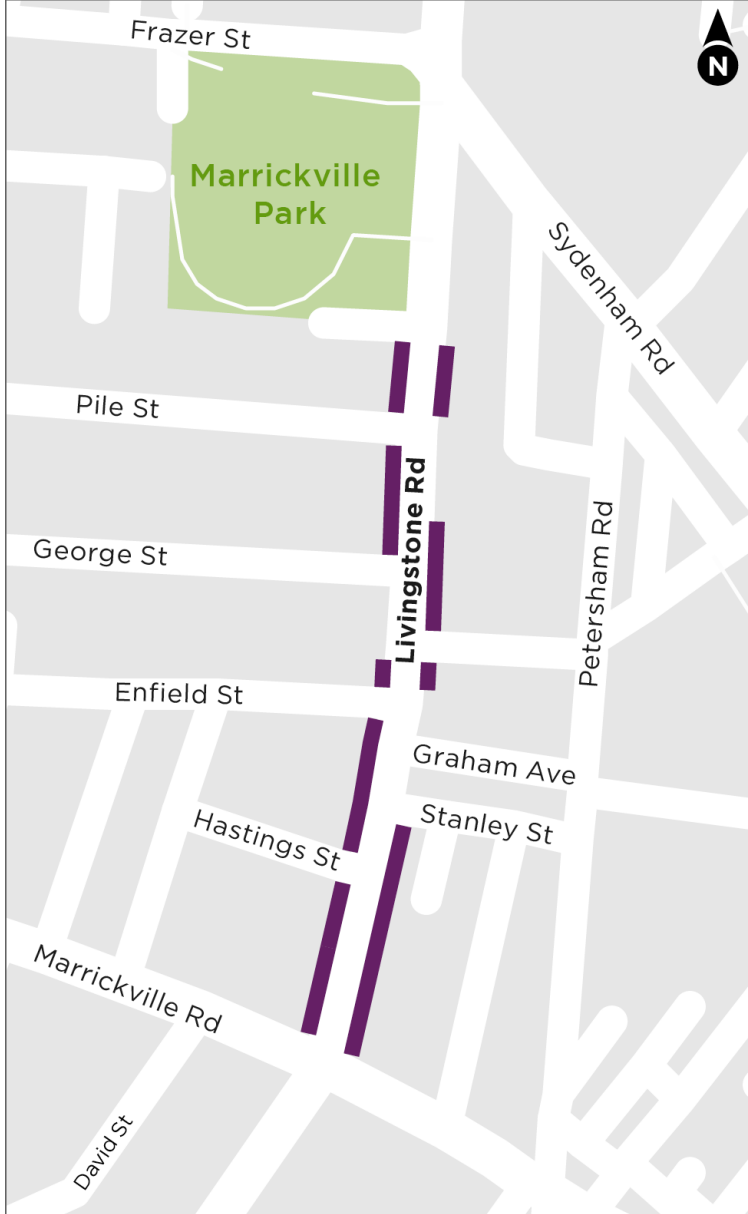 Frazer St
N
Marrickville
Park
Sydenham Rd
Pile St
Livingstone Rd
George St
Petersham Rd
Enfield St
Graham Ave
Stanley St
Hastings St
Marrickville Rd
David St